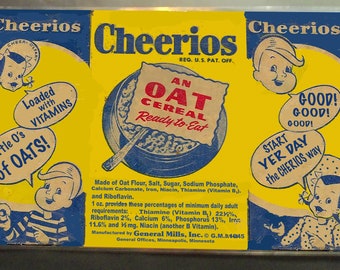 Cheerios
Loaded
with
VITAMINS
of OATS!
Cheerios
REG. U.S. PAT. OFF.
AN
OAT
CEREAL
Ready-to-Eat
Made of Oat Flour, Salt, Sugar, Sodium Phosphate,
Calcium Carbonate, Iron, Niacin, Thiamine (Vitamin B₁)
and Riboflavin.
1 oz. provides these percentages of minimum daily adult
requirements: Thiamine (Vitamin B₁) 22½%,
Riboflavin 2%, Calcium 6%, Phosphorus 13%, Iron
11.6% and ½ mg. Niacin (another B Vitamin).
Manufactured by General Mills, Inc.
General Offices, Minneapolis, Minnesota
Cheerios
GOOD!
GOOD!
GOOD!
START
YER DAY
the CHERIOS way